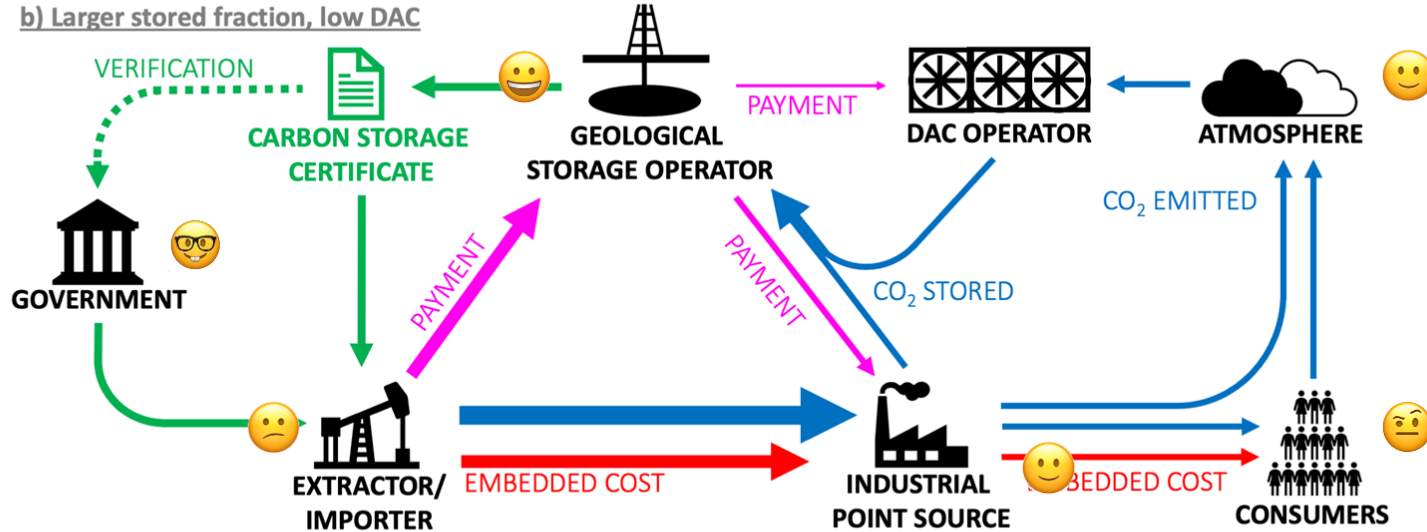 b) Larger stored fraction, low DAC
VERIFICATION
CARBON STORAGE
CERTIFICATE
GEOLOGICAL
STORAGE OPERATOR
PAYMENT
DAC OPERATOR
ATMOSPHERE
CO₂ EMITTED
GOVERNMENT
PAYMENT
PAYMENT
CO₂ STORED
EXTRACTOR/
IMPORTER
EMBEDDED COST
INDUSTRIAL
POINT SOURCE
BEDDED COST
CONSUMERS